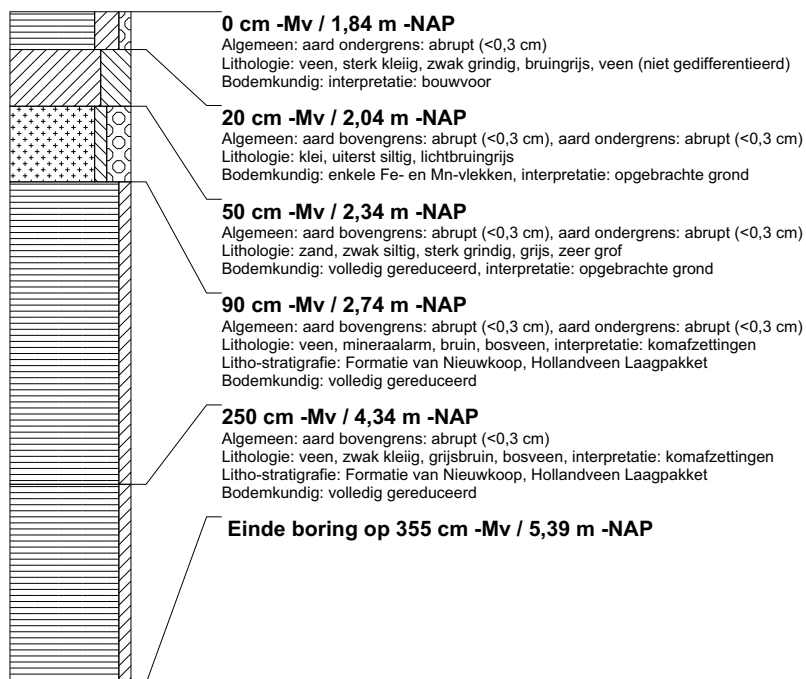 0 cm -Mv / 1,84 m -NAP
Algemeen: aard ondergrens: abrupt (<0,3 cm)
Lithologie: veen, sterk kleiig, zwak grindig, bruingrijs, veen (niet gedifferentieerd)
Bodemkundig: interpretatie: bouwvoor
20 cm -Mv / 2,04 m -NAP
Algemeen: aard bovengrens: abrupt (<0,3 cm), aard ondergrens: abrupt (<0,3 cm)
Lithologie: klei, uiterst siltig, lichtbruingrijs
Bodemkundig: enkele Fe- en Mn-vlekken, interpretatie: opgebrachte grond
50 cm -Mv / 2,34 m -NAP
Algemeen: aard bovengrens: abrupt (<0,3 cm), aard ondergrens: abrupt (<0,3 cm)
Lithologie: zand, zwak siltig, sterk grindig, grijs, zeer grof
Bodemkundig: volledig gereduceerd, interpretatie: opgebrachte grond
90 cm -Mv / 2,74 m -NAP
Algemeen: aard bovengrens: abrupt (<0,3 cm), aard ondergrens: abrupt (<0,3 cm)
Lithologie: veen, mineraalarm, bruin, bosveen, interpretatie: komafzettingen
Litho-stratigrafie: Formatie van Nieuwkoop, Hollandveen Laagpakket
Bodemkundig: volledig gereduceerd
250 cm -Mv / 4,34 m -NAP
Algemeen: aard bovengrens: abrupt (<0,3 cm)
Lithologie: veen, zwak kleiig, grijsbruin, bosveen, interpretatie: komafzettingen
Litho-stratigrafie: Formatie van Nieuwkoop, Hollandveen Laagpakket
Bodemkundig: volledig gereduceerd
Einde boring op 355 cm -Mv / 5,39 m -NAP